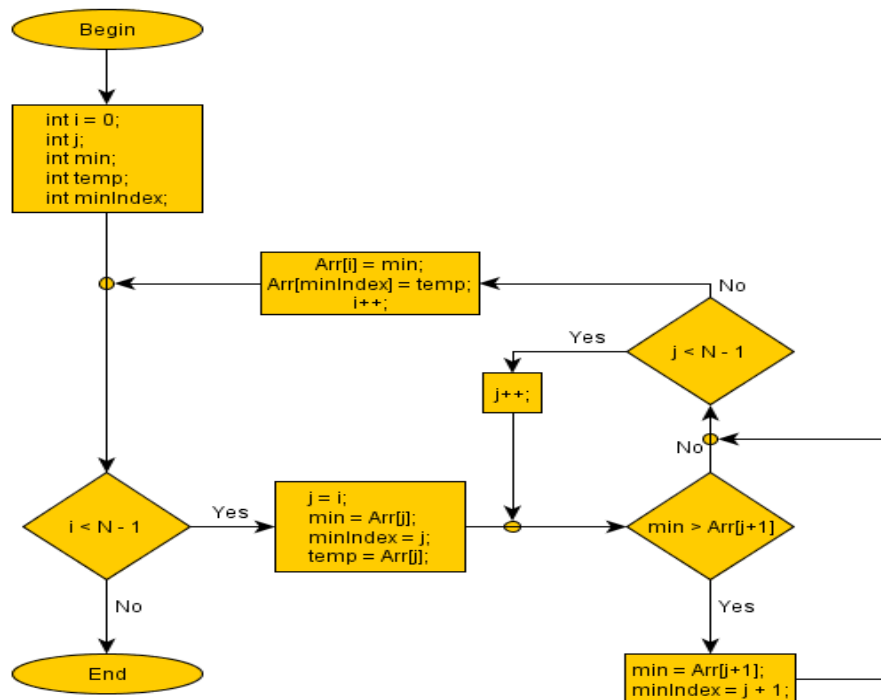 Begin
int i = 0;
int j;
int min;
int temp;
int minIndex;
Arr[i] = min;
Arr[minIndex] = temp;
i++;
No
Yes
j < N - 1
j++;
No
i < N - 1
Yes
j = i;
min = Arr[j];
minIndex = j;
temp = Arr[j];
min > Arr[j+1]
No
Yes
End
min = Arr[j+1];
minIndex = j + 1;